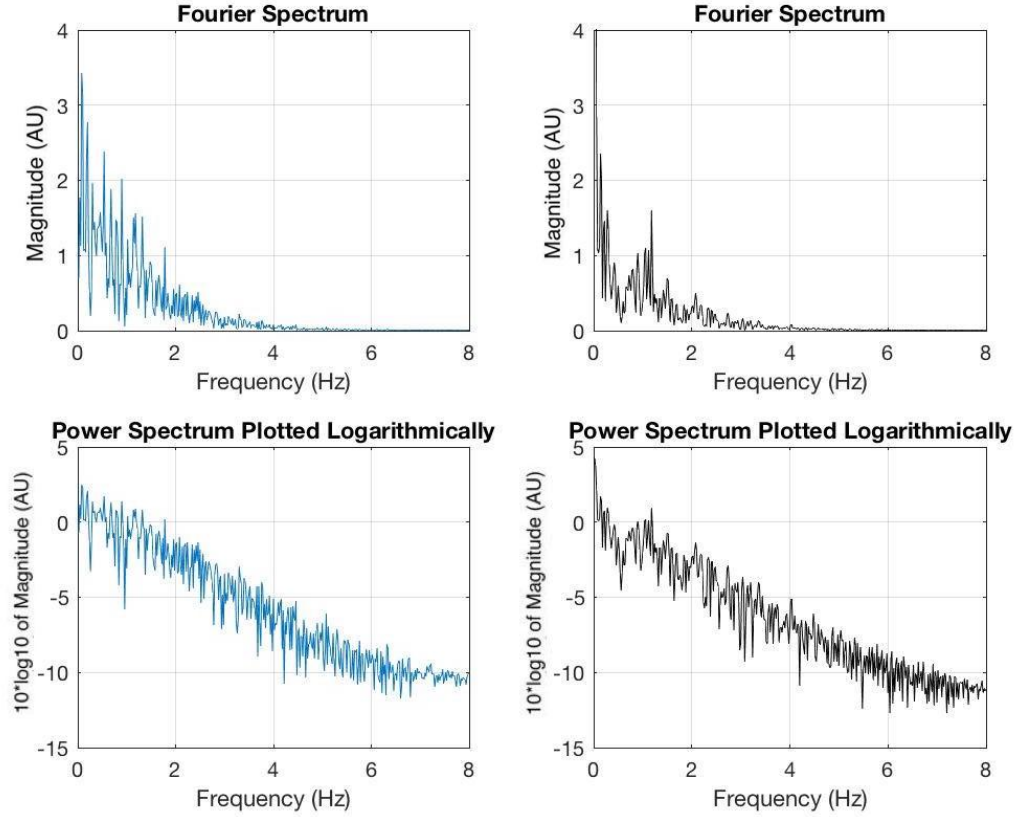 Fourier Spectrum
4
3
2
1
0
Magnitude (AU)
0 2 4 6 8
Frequency (Hz)
Fourier Spectrum
4
3
2
1
0
Magnitude (AU)
0 2 4 6 8
Frequency (Hz)
Power Spectrum Plotted Logarithmically
5
0
-5
-10
-15
10*log10 of Magnitude (AU)
0 2 4 6 8
Frequency (Hz)
Power Spectrum Plotted Logarithmically
5
0
-5
-10
-15
10*log10 of Magnitude (AU)
0 2 4 6 8
Frequency (Hz)